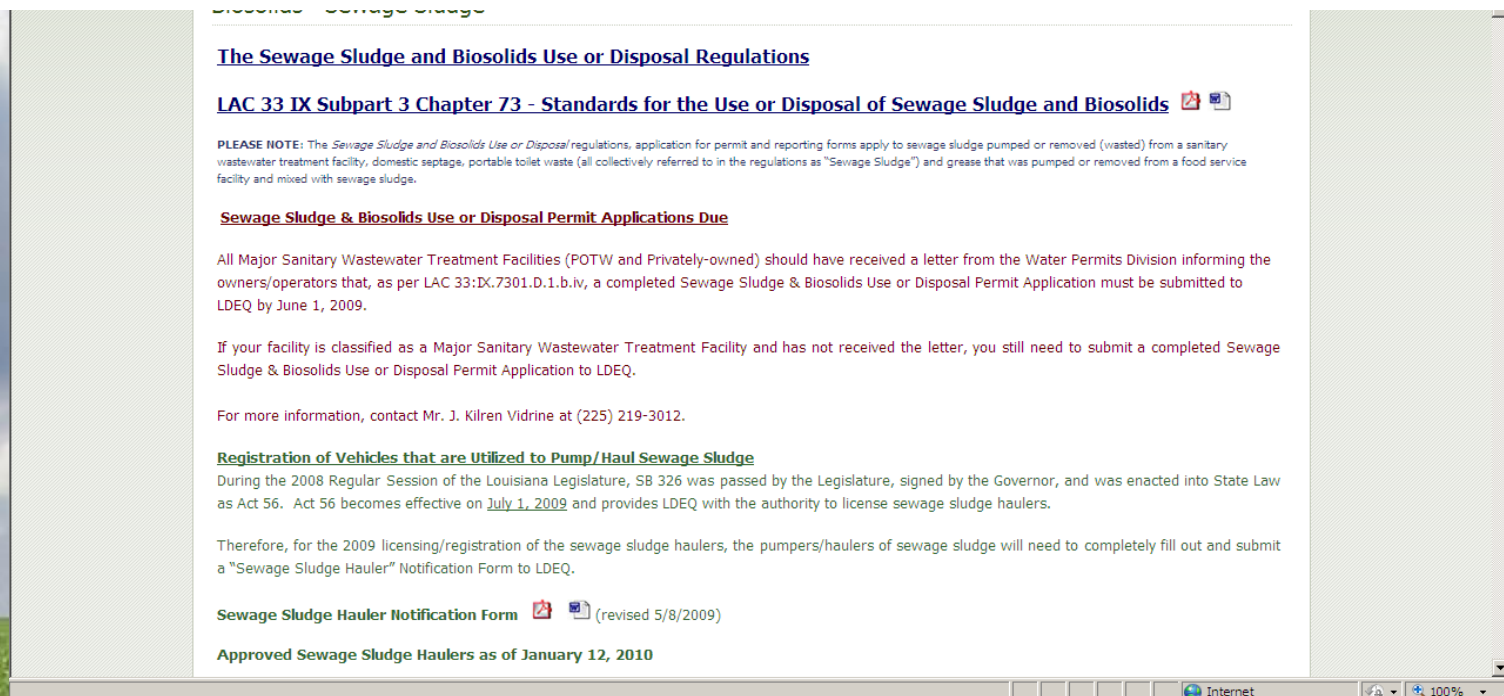 Biosolids - Sewage Sludge
The Sewage Sludge and Biosolids Use or Disposal Regulations
LAC 33 IX Subpart 3 Chapter 73 - Standards for the Use or Disposal of Sewage Sludge and Biosolids
PLEASE NOTE: The Sewage Sludge and Biosolids Use or Disposal regulations, application for permit and reporting forms apply to sewage sludge pumped or removed (wasted) from a sanitary
wastewater treatment facility, domestic septage, portable toilet waste (all collectively referred to in the regulations as "Sewage Sludge") and grease that was pumped or removed from a food service
facility and mixed with sewage sludge.
Sewage Sludge & Biosolids Use or Disposal Permit Applications Due
All Major Sanitary Wastewater Treatment Facilities (POTW and Privately-owned) should have received a letter from the Water Permits Division informing the
owners/operators that, as per LAC 33:IX.7301.D.1.b.iv, a completed Sewage Sludge & Biosolids Use or Disposal Permit Application must be submitted to
LDEQ by June 1, 2009.
If your facility is classified as a Major Sanitary Wastewater Treatment Facility and has not received the letter, you still need to submit a completed Sewage
Sludge & Biosolids Use or Disposal Permit Application to LDEQ.
For more information, contact Mr. J. Kilren Vidrine at (225) 219-3012.
Registration of Vehicles that are Utilized to Pump/Haul Sewage Sludge
During the 2008 Regular Session of the Louisiana Legislature, SB 326 was passed by the Legislature, signed by the Governor, and was enacted into State Law
as Act 56.  Act 56 becomes effective on July 1, 2009 and provides LDEQ with the authority to license sewage sludge haulers.
Therefore, for the 2009 licensing/registration of the sewage sludge haulers, the pumpers/haulers of sewage sludge will need to completely fill out and submit
a "Sewage Sludge Hauler" Notification Form to LDEQ.
Sewage Sludge Hauler Notification Form (revised 5/8/2009)
Approved Sewage Sludge Haulers as of January 12, 2010
Internet 100%